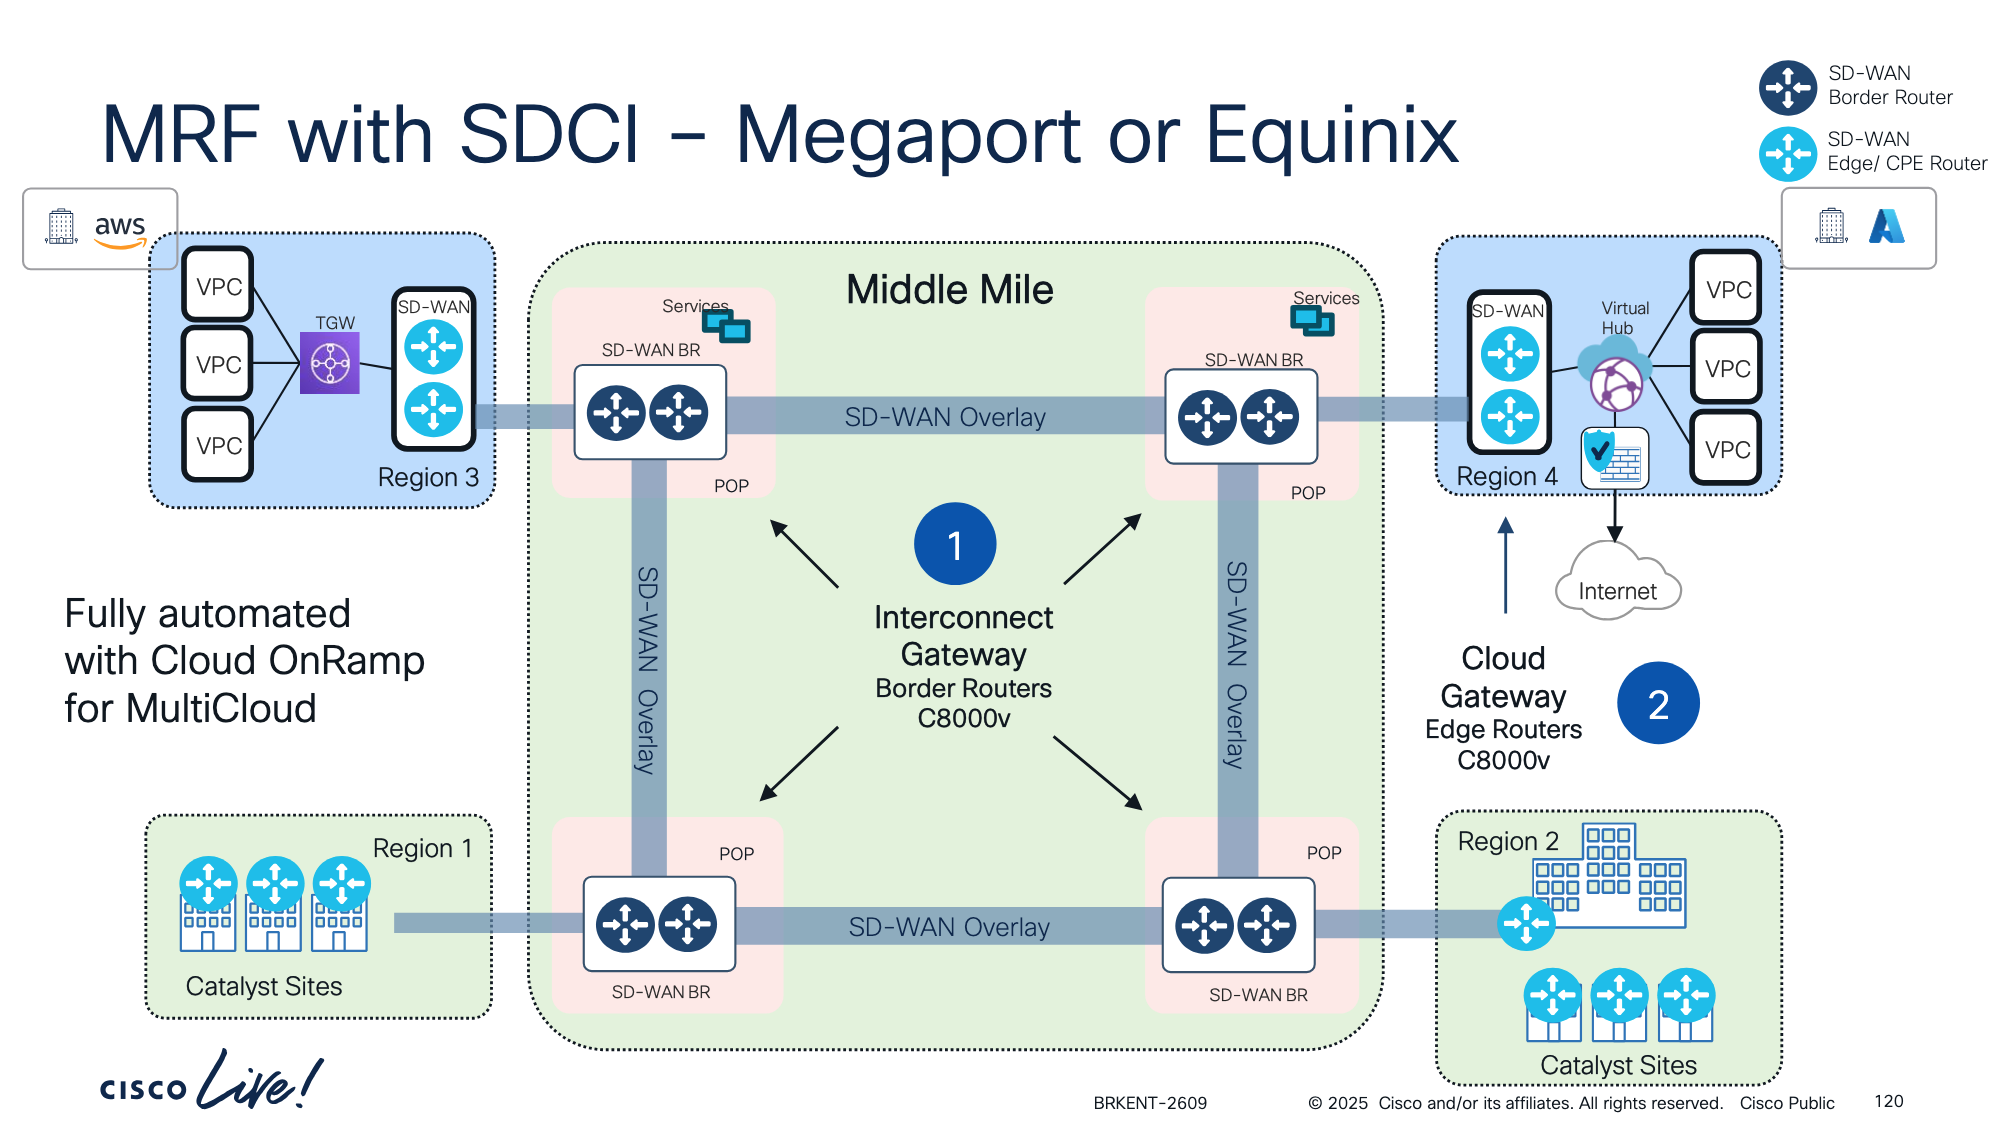 MRF with SDCI – Megaport or Equinix
SD-WAN
Border Router
SD-WAN
Edge/ CPE Router
aws
VPC
VPC
VPC
TGW
SD-WAN
Region 3
Middle Mile
Services
SD-WAN BR
POP
SD-WAN Overlay
Services
SD-WAN BR
POP
SD-WAN
Virtual
Hub
VPC
VPC
VPC
Region 4
Internet
1
Interconnect
Gateway
Border Routers
C8000v
SD-WAN Overlay
SD-WAN Overlay
Cloud
Gateway
Edge Routers
C8000v
2
Fully automated
with Cloud OnRamp
for MultiCloud
Region 1
Catalyst Sites
POP
SD-WAN BR
SD-WAN Overlay
POP
SD-WAN BR
Region 2
Catalyst Sites
CISCO Live!
BRKENT-2609
© 2025 Cisco and/or its affiliates. All rights reserved. Cisco Public
120